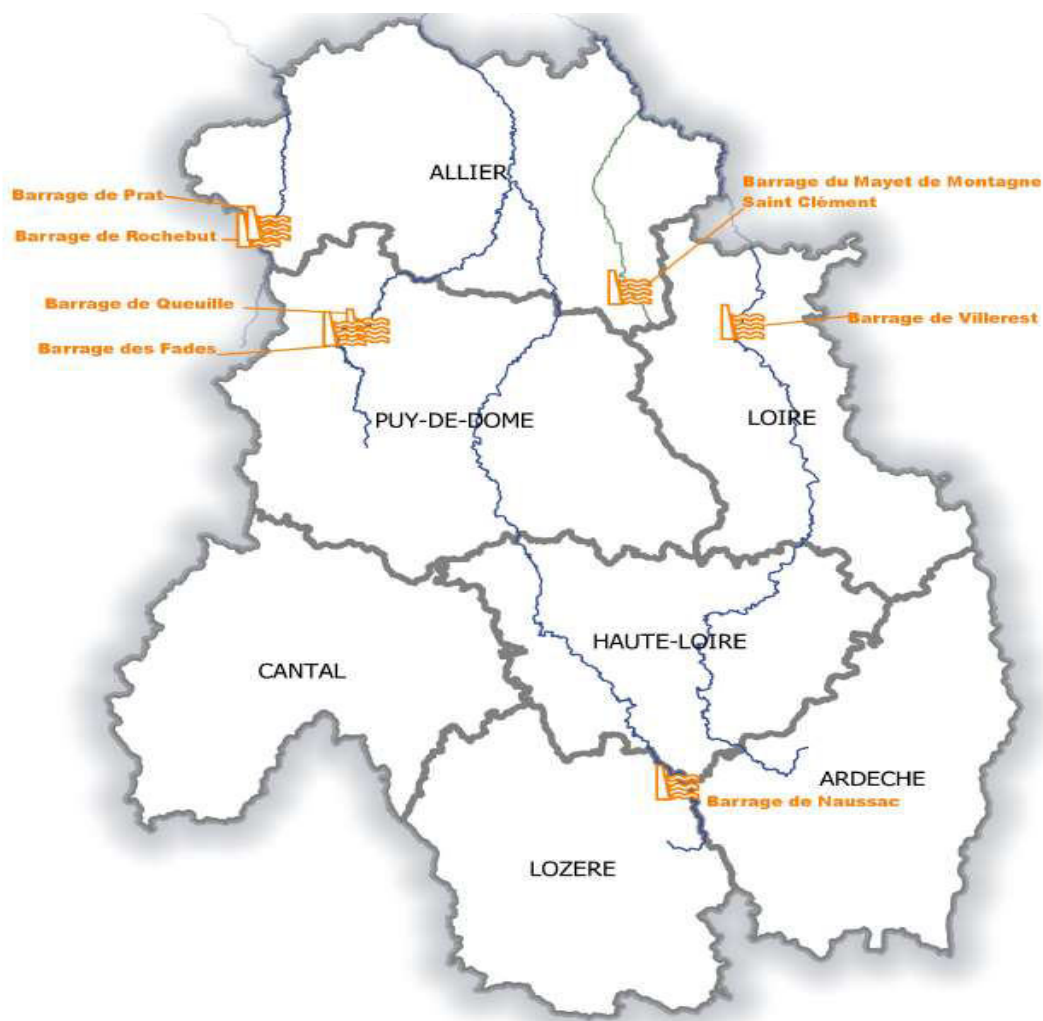 ALLIER
Barrage de Prat
Barrage du Mayet de Montagne
Saint Clément
Barrage de Rochebut
Barrage de Queuille
Barrage de Villerest
Barrage des Fades
PUY-DE-DOME
LOIRE
HAUTE-LOIRE
CANTAL
ARDECHE
Barrage de Naussac
LOZERE